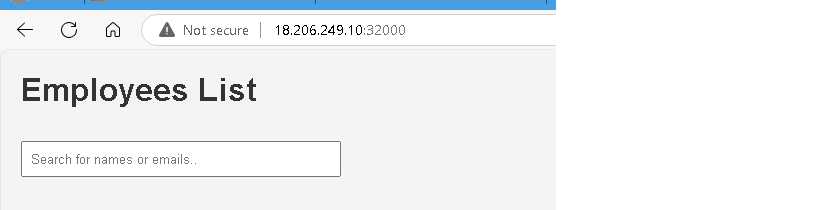 Not secure | 18.206.249.10:32000
Employees List
Search for names or emails..